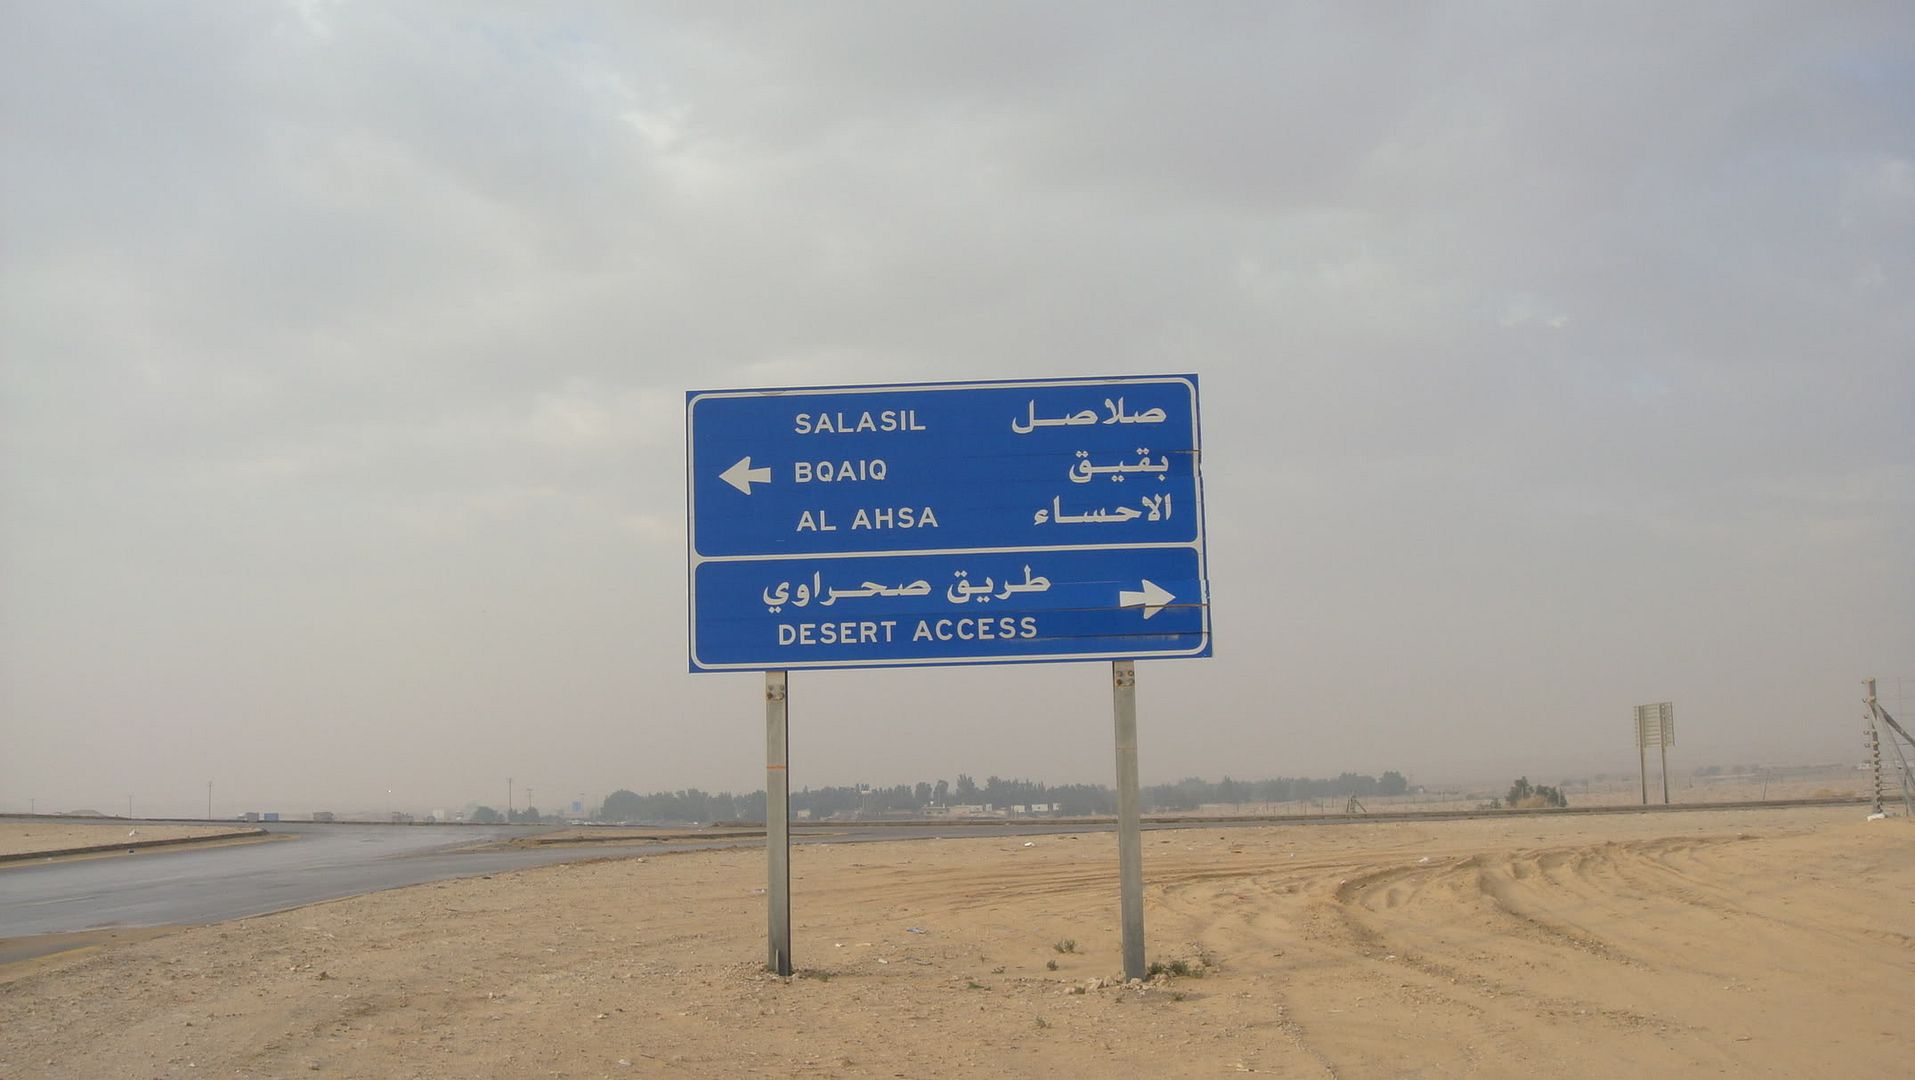 SALASIL صلاصل
BQAIQ بقيق
AL AHSA الاحساء
طريق صحراوي
DESERT ACCESS